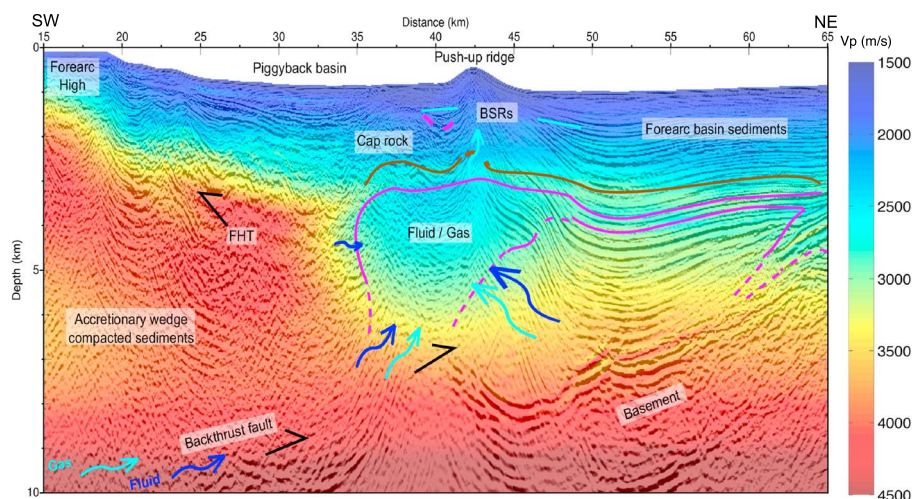 SW
Distance (km)
NE
15 20 25 30 35 40 45 50 55 60 65
Vp (m/s)
0
Forearc
High
Piggyback basin
Push-up ridge
BSRs
Cap rock
Forearc basin sediments
FHT
Fluid / Gas
Depth (km)
5
Accretionary wedge
compacted sediments
Basement
Backthrust fault
Gas
Fluid
10
1500
2000
2500
3000
3500
4000
4500